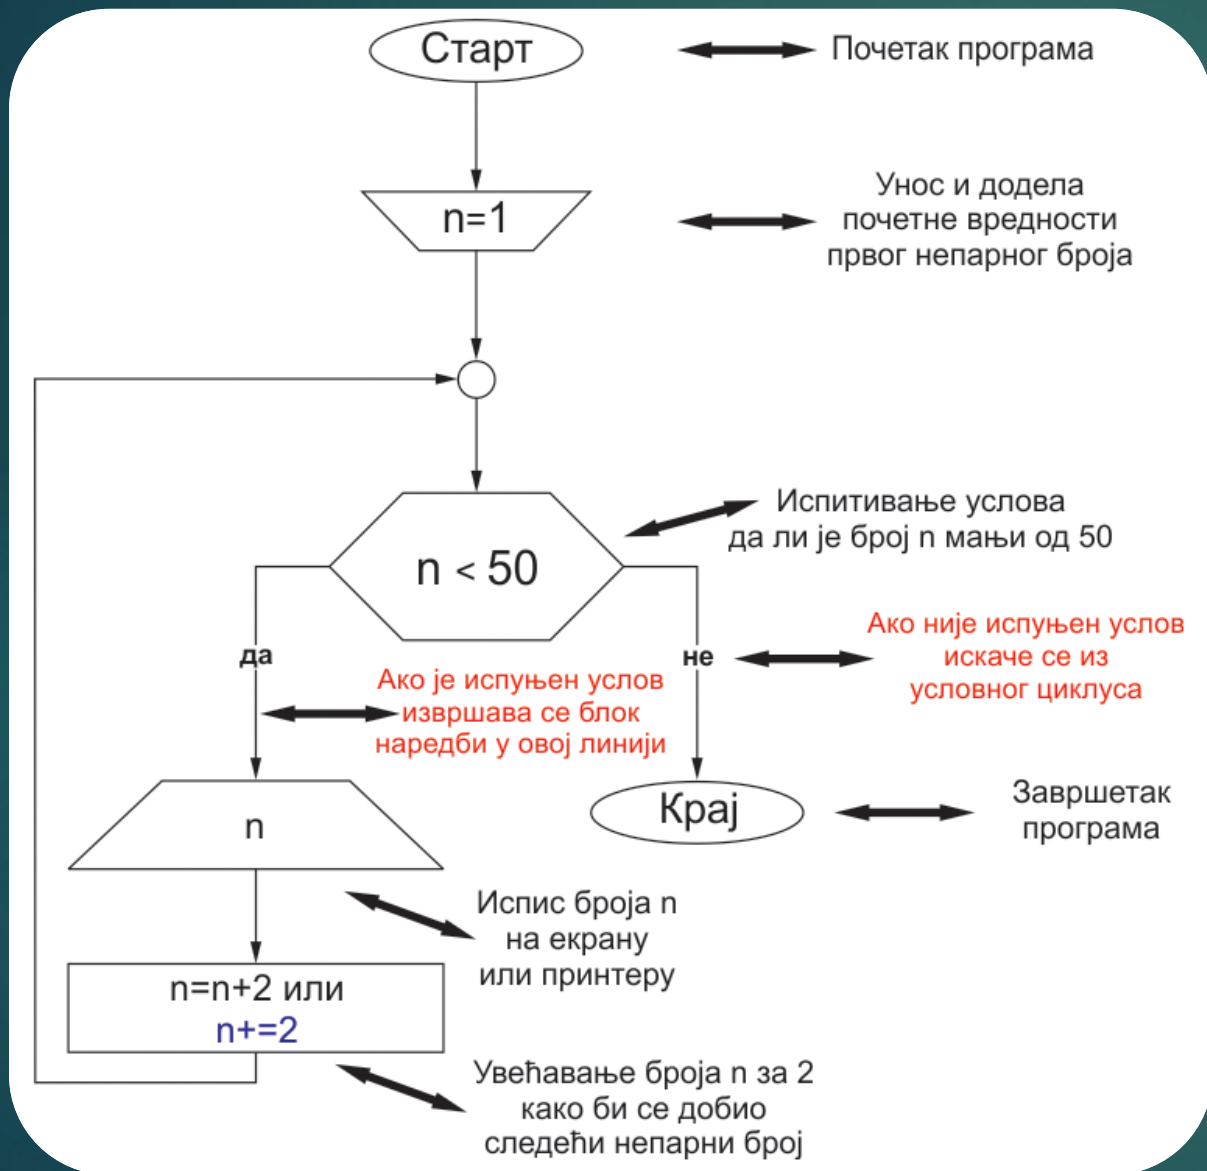 Старт
Почетак програма
n=1
Унос и додела
почетне вредности
првог непарног броја
n < 50
Испитивање услова
да ли је број n мањи од 50
да
не
Ако није испуњен услов
искаче се из
условног циклуса
Ако је испуњен услов
извршава се блок
наредби у овој линији
n
Крај
Завршетак
програма
Испис броја n
на екрану
или принтеру
n=n+2 или
n+=2
Увећавање броја n за 2
како би се добио
следећи непарни број